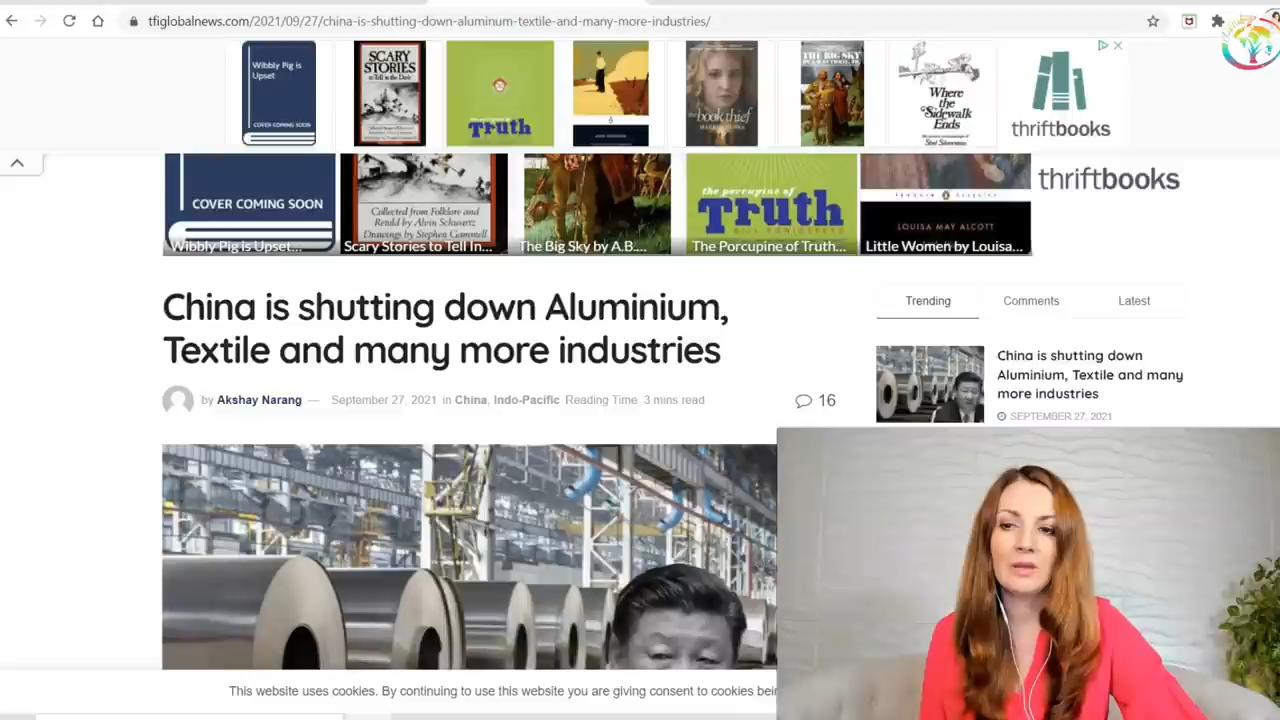 tfiglobalnews.com/2021/09/27/china-is-shutting-down-aluminum-textile-and-many-more-industries/
Wibbly Pig is
Upset
COVER COMING SOON
SCARY
STORIES
to Tell in the Dark
Truth
the book thief
THE BIG SKY
Where
the
Sidewalk
Ends
thriftbooks
COVER COMING SOON
Wibbly Pig is Upset...
Collected from Folklore and
Retold by Alvin Schwartz
Drawings by Stephen Gammell
Scary Stories to Tell In...
The Big Sky by A.B....
the porcupine of
Truth
The Porcupine of Truth...
LOUISA MAY ALCOTT
Little Women by Louisa...
thriftbooks
China is shutting down Aluminium,
Textile and many more industries
by Akshay Narang — September 27, 2021 in China, Indo-Pacific Reading Time: 3 mins read
16
Trending
Comments
Latest
China is shutting down
Aluminium, Textile and many
more industries
SEPTEMBER 27, 2021
This website uses cookies. By continuing to use this website you are giving consent to cookies bein